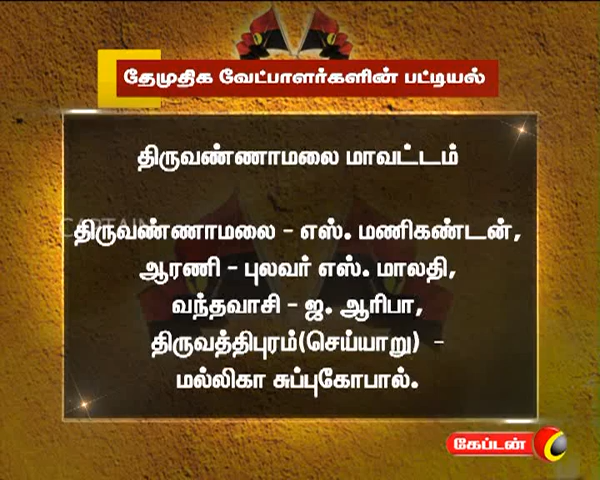 தேமுதிக வேட்பாளர்களின் பட்டியல்
திருவண்ணாமலை மாவட்டம்
CAPTAIN
திருவண்ணாமலை - எஸ். மணிகண்டன்,
ஆரணி - புலவர் எஸ். மாலதி,
வந்தவாசி - ஐ. ஆரிபா,
திருவத்திபுரம்(செய்யாறு) -
மல்லிகா சுப்புகோபால்.
கேப்டன்